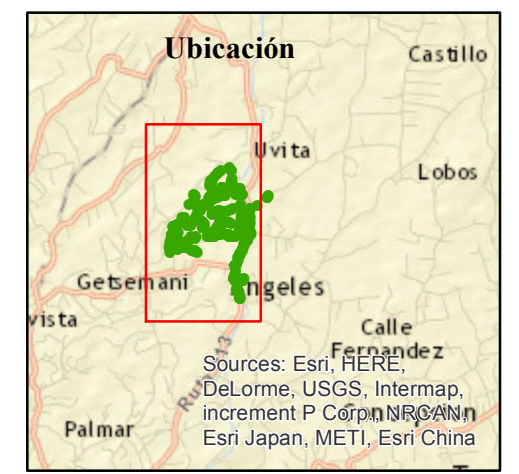 Ubicación
Castillo
Uvita
Lobos
Getsemani
ngeles
vista
Calle
Fernandez
Sources: Esri, HERE,
DeLorme, USGS, Intermap,
increment P Corp., NRCAN,
Esri Japan, METI, Esri China
Palmar